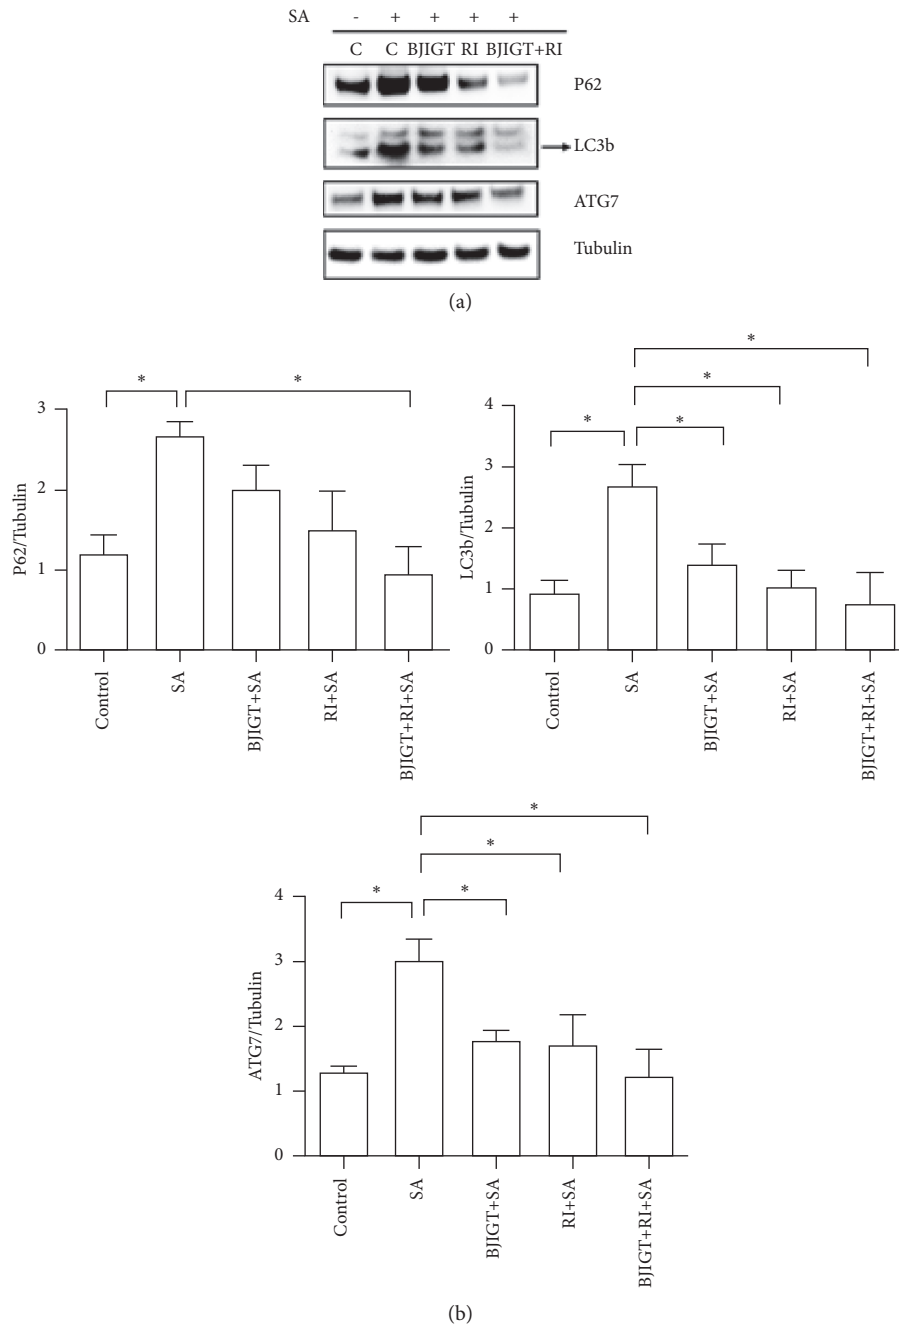 SA - + + + +
C C BJIGT RI BJIGT+RI
P62
LC3b
ATG7
Tubulin
(a)
* *
3
2
1
0
P62/Tubulin
Control
SA
BJIGT+SA
RI+SA
BJIGT+RI+SA
*
*
* *
4
3
2
1
0
LC3b/Tubulin
Control
SA
BJIGT+SA
RI+SA
BJIGT+RI+SA
*
*
* *
4
3
2
1
0
ATG7/Tubulin
Control
SA
BJIGT+SA
RI+SA
BJIGT+RI+SA
(b)